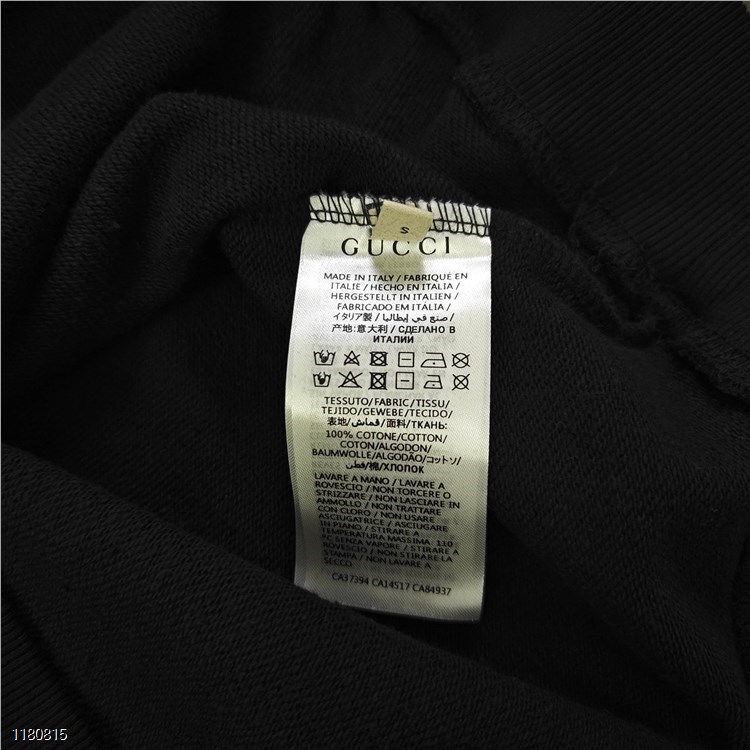 S
GUCCI
MADE IN ITALY / FABRIQUÉ EN
ITALIE / HECHO EN ITALIA /
HERGESTELLT IN ITALIEN /
FABRICADO EM ITALIA /
イタリア製 / صنع في إيطاليا /
产地:意大利 / СДЕЛАНО В
ИТАЛИИ
TESSUTO/FABRIC/TISSU/
TEJIDO/GEWEBE/TECIDO/
表地/قماش/面料/ТКАНЬ:
100% COTONE/COTTON/
COTON/ALGODON/
BAUMWOLLE/ALGODÃO/コットン/
قطن/棉/ХЛОПОК
LAVARE A MANO / LAVARE A
ROVESCIO / NON TORCERE O
STRIZZARE / NON LASCIARE IN
AMMOLLO / NON TRATTARE
CON CLORO / NON USARE
ASCIUGATRICE / ASCIUGARE
IN PIANO / STIRARE A
TEMPERATURA MASSIMA: 110
°C SENZA VAPORE / STIRARE A
ROVESCIO / NON STIRARE LA
STAMPA / NON LAVARE A
SECCO.
CA37394 CA14517 CA84937
1180815